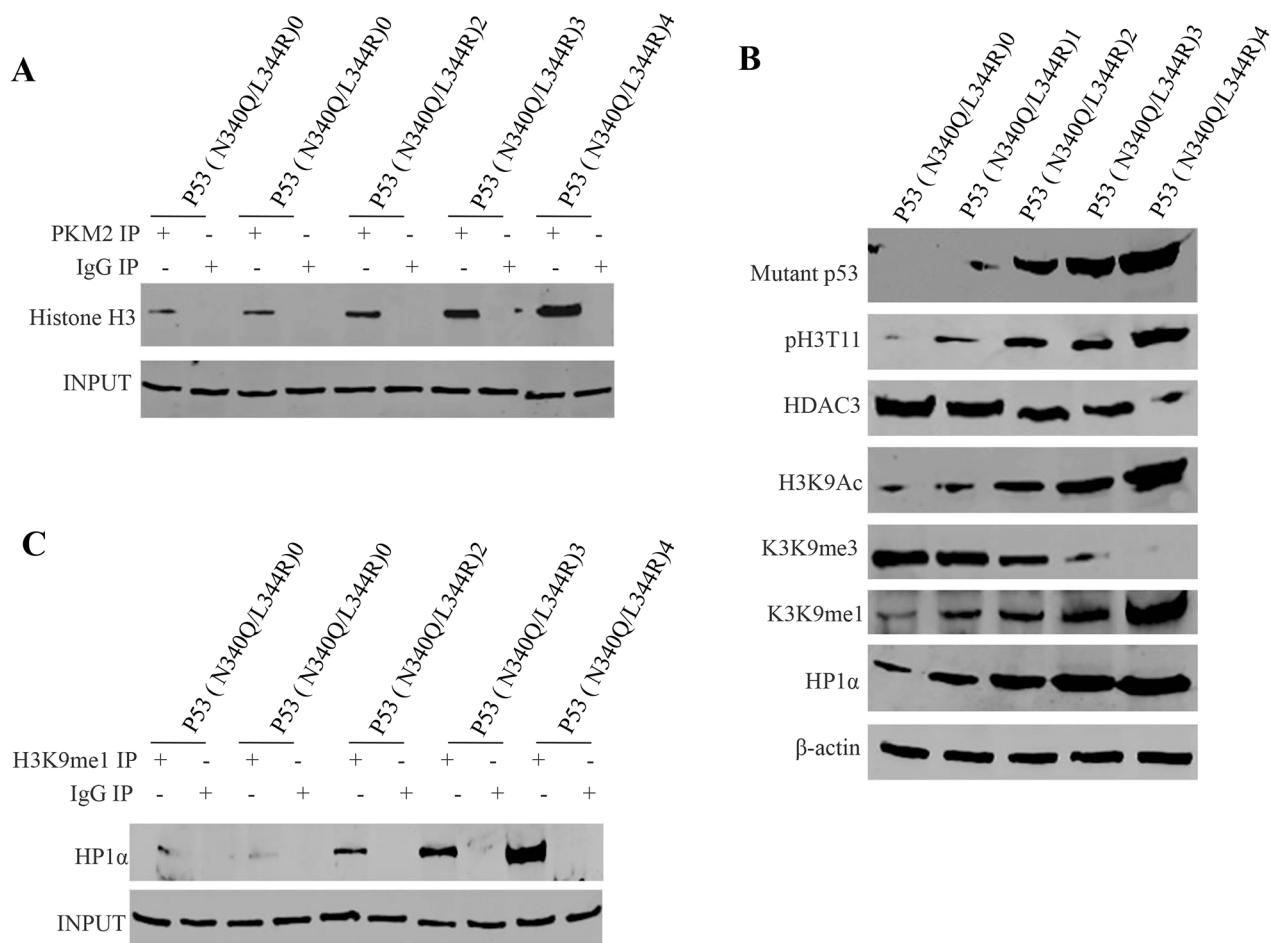 A
P53 ( N340Q/L344R)0
P53 ( N340Q/L344R)0
P53 ( N340Q/L344R)2
P53 ( N340Q/L344R)3
P53 ( N340Q/L344R)4
PKM2 IP + - + - + - + - + -
IgG IP - + - + - + - + - +
Histone H3
INPUT
B
P53 ( N340Q/L344R)0
P53 ( N340Q/L344R)1
P53 ( N340Q/L344R)2
P53 ( N340Q/L344R)3
P53 ( N340Q/L344R)4
Mutant p53
pH3T11
HDAC3
H3K9Ac
K3K9me3
K3K9me1
HP1α
β-actin
C
P53 ( N340Q/L344R)0
P53 ( N340Q/L344R)0
P53 ( N340Q/L344R)2
P53 ( N340Q/L344R)3
P53 ( N340Q/L344R)4
H3K9me1 IP + - + - + - + - + -
IgG IP - + - + - + - + - +
HP1α
INPUT